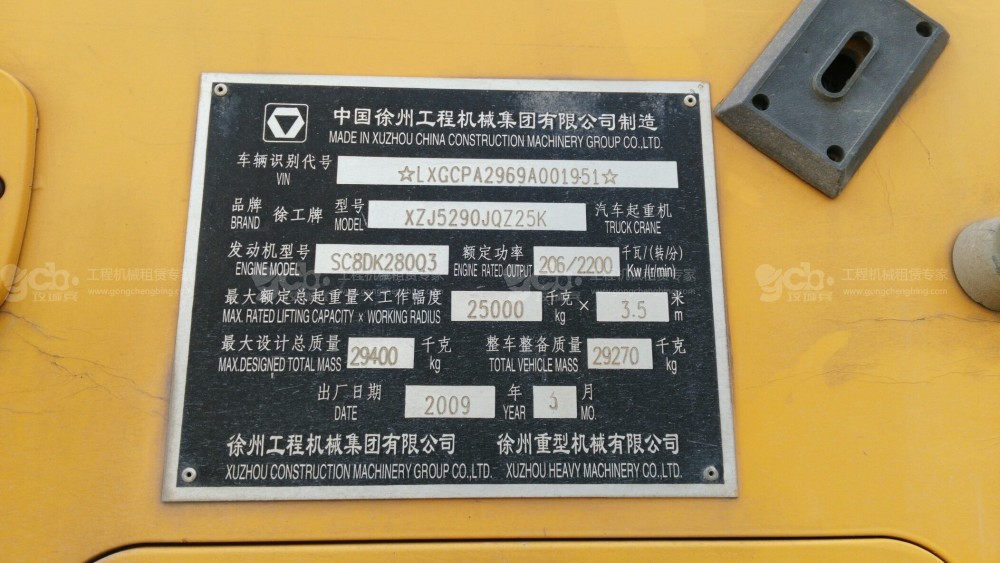 中国徐州工程机械集团有限公司制造
MADE IN XUZHOU CHINA CONSTRUCTION MACHINERY GROUP CO.,LTD.
车辆识别代号 ☆LXGCPA2969A001951☆
VIN
品牌 徐工牌 型号 XZJ5290JQZ25K 汽车起重机
BRAND MODEL TRUCK CRANE
发动机型号 SC8DK280Q3 额定功率 206/2200 千瓦/(转/分)
ENGINE MODEL ENGINE RATED OUTPUT Kw /(r/min)
最大额定总起重量×工作幅度 25000 千克 × 3.5 米
MAX. RATED LIFTING CAPACITY × WORKING RADIUS kg m
最大设计总质量 29400 千克 整车整备质量 29270 千克
MAX.DESIGNED TOTAL MASS kg TOTAL VEHICLE MASS kg
出厂日期 2009 年 月
DATE YEAR MO.
徐州工程机械集团有限公司 徐州重型机械有限公司
XUZHOU CONSTRUCTION MACHINERY GROUP CO.,LTD. XUZHOU HEAVY MACHINERY CO.,LTD.
gcb 工程机械租赁专家
www.gongchengbing.com